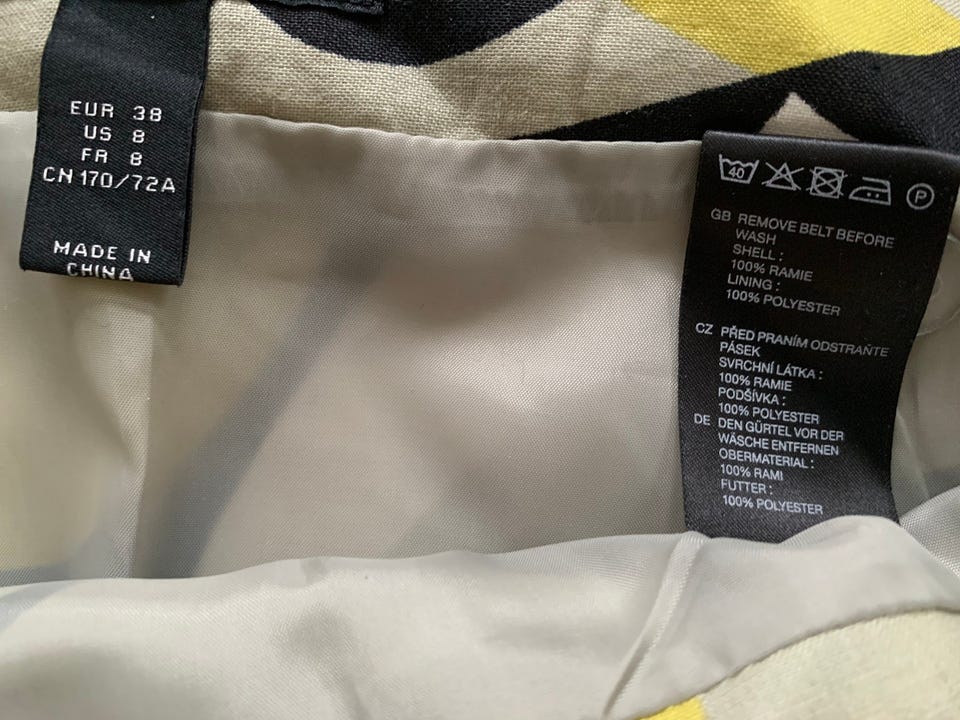 EUR 38
US 8
FR 8
CN 170/72A
MADE IN
CHINA
40
P
GB REMOVE BELT BEFORE
WASH
SHELL :
100% RAMIE
LINING :
100% POLYESTER
CZ PŘED PRANÍM ODSTRAŇTE
PÁSEK
SVRCHNÍ LÁTKA :
100% RAMIE
PODŠÍVKA :
100% POLYESTER
DE DEN GÜRTEL VOR DER
WÄSCHE ENTFERNEN
OBERMATERIAL :
100% RAMI
FUTTER :
100% POLYESTER